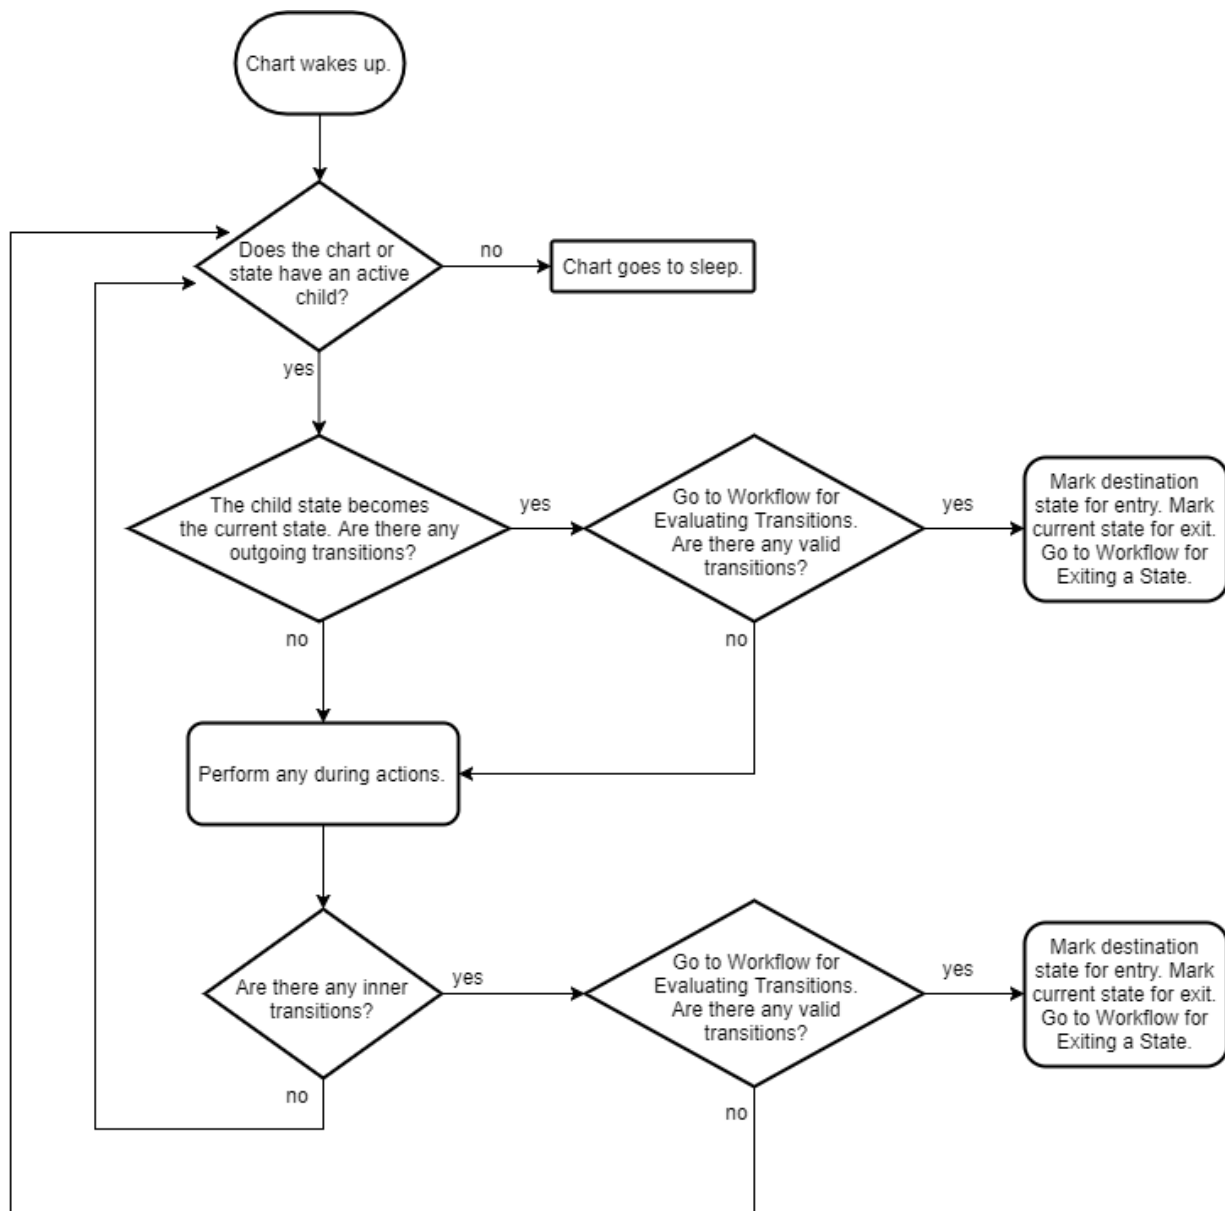 Chart wakes up.
Does the chart or
state have an active
child?
no
Chart goes to sleep.
yes
The child state becomes
the current state. Are there any
outgoing transitions?
yes
Go to Workflow for
Evaluating Transitions.
Are there any valid
transitions?
yes
Mark destination
state for entry. Mark
current state for exit.
Go to Workflow for
Exiting a State.
no
no
Perform any during actions.
Are there any inner
transitions?
yes
Go to Workflow for
Evaluating Transitions.
Are there any valid
transitions?
yes
Mark destination
state for entry. Mark
current state for exit.
Go to Workflow for
Exiting a State.
no
no